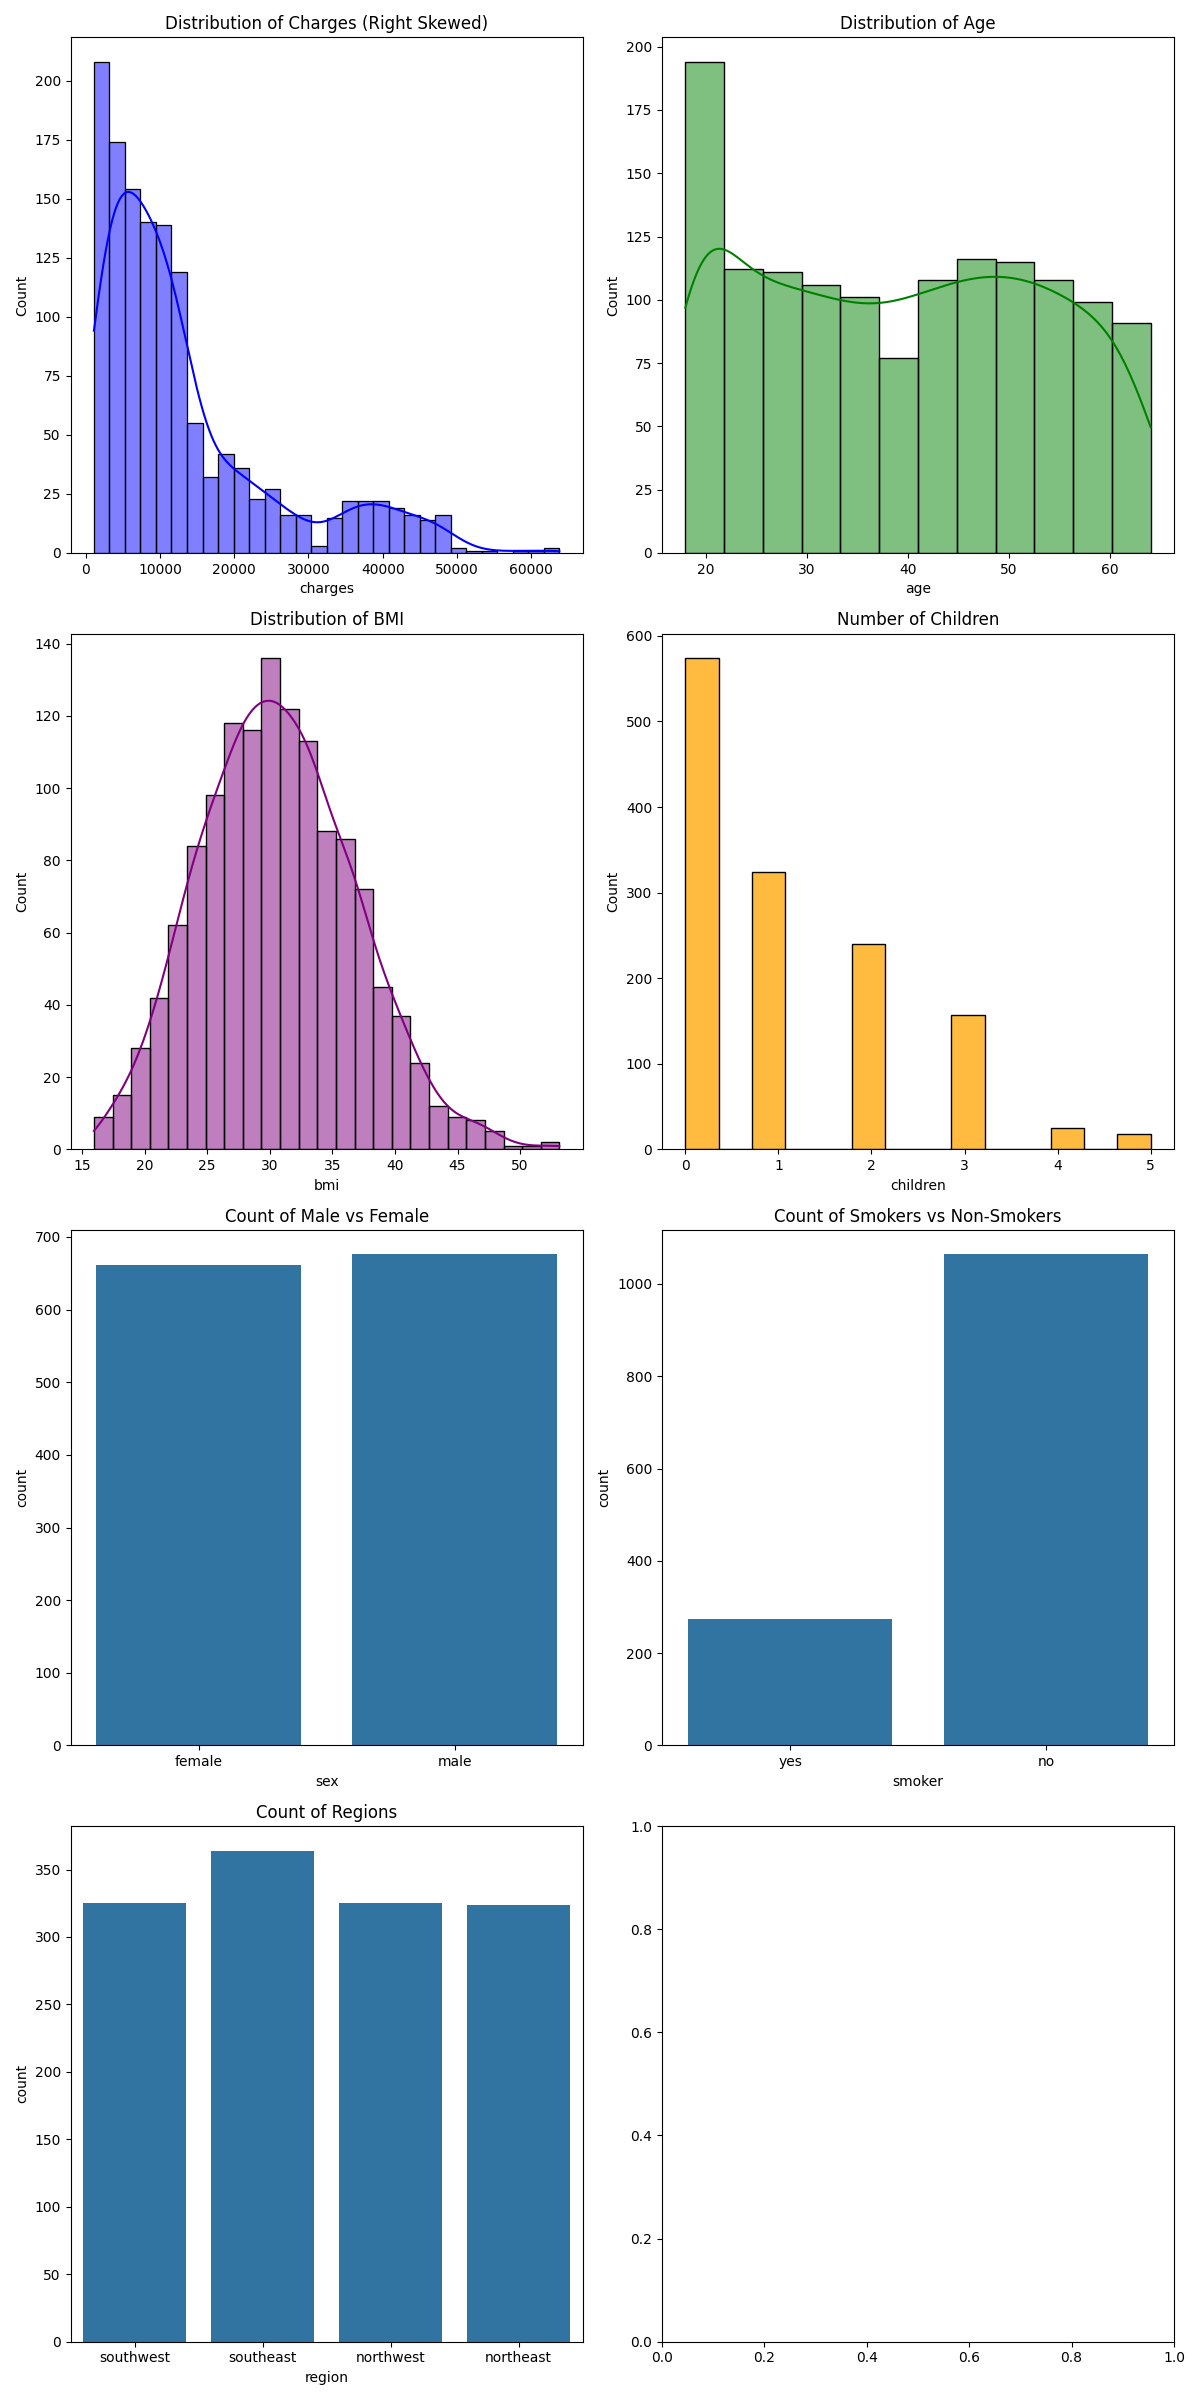 Distribution of Charges (Right Skewed)
200
175
150
125
100
75
50
25
0
Count
0 10000 20000 30000 40000 50000 60000
charges
Distribution of Age
200
175
150
125
100
75
50
25
0
Count
20 30 40 50 60
age
Distribution of BMI
140
120
100
80
60
40
20
0
Count
15 20 25 30 35 40 45 50
bmi
Number of Children
600
500
400
300
200
100
0
Count
0 1 2 3 4 5
children
Count of Male vs Female
700
600
500
400
300
200
100
0
count
female male
sex
Count of Smokers vs Non-Smokers
1000
800
600
400
200
0
count
yes no
smoker
Count of Regions
350
300
250
200
150
100
50
0
count
southwest southeast northwest northeast
region
1.0
0.8
0.6
0.4
0.2
0.0
0.0 0.2 0.4 0.6 0.8 1.0